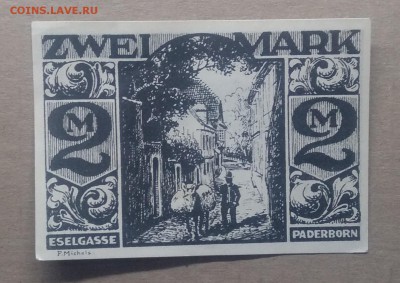 COINS.LAVE.RU
ZWEI MARK
M M
2 2
ESELGASSE PADERBORN
F. Michels